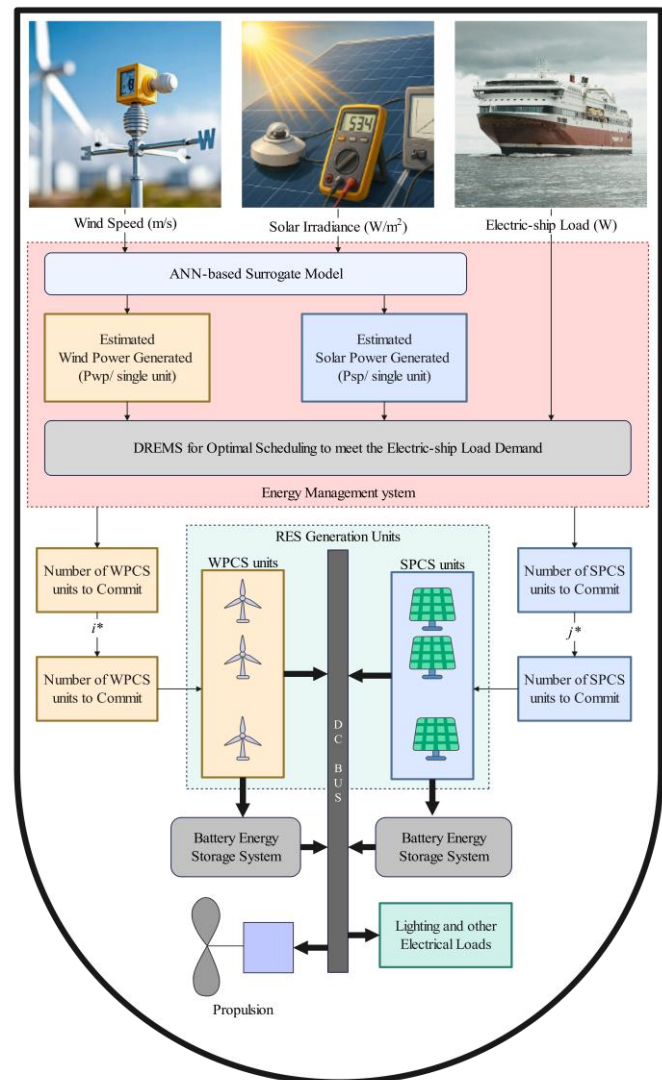 W
534
Wind Speed (m/s)
Solar Irradiance (W/m²)
Electric-ship Load (W)
ANN-based Surrogate Model
Estimated
Wind Power Generated
(Pwp/ single unit)
Estimated
Solar Power Generated
(Psp/ single unit)
DREMS for Optimal Scheduling to meet the Electric-ship Load Demand
Energy Management ystem
RES Generation Units
Number of WPCS
units to Commit
i*
Number of WPCS
units to Commit
WPCS units
SPCS units
Number of SPCS
units to Commit
j*
Number of SPCS
units to Commit
DC BUS
Battery Energy
Storage System
Battery Energy
Storage System
Lighting and other
Electrical Loads
Propulsion